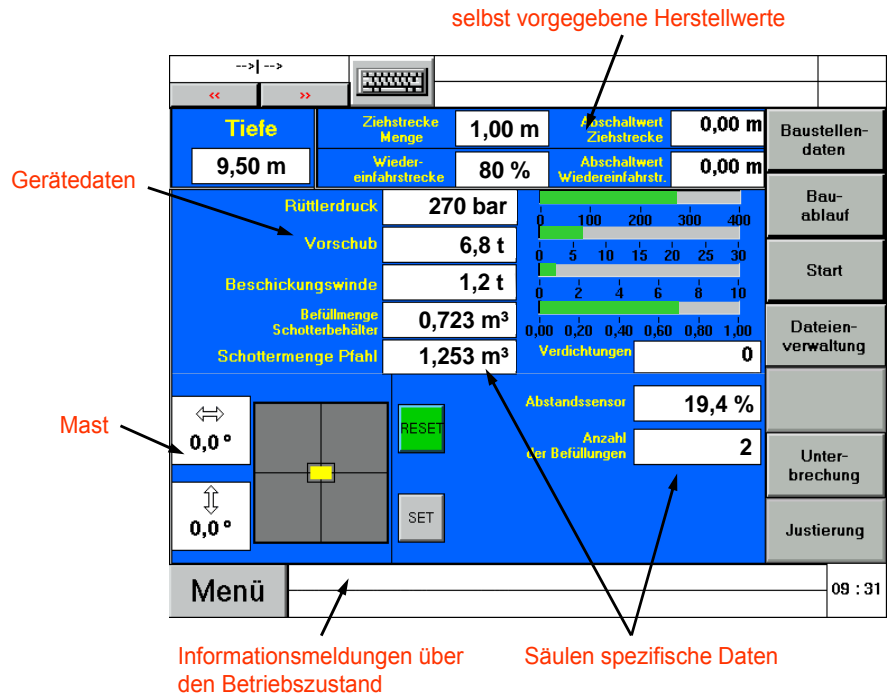 selbst vorgegebene Herstellwerte
-->| -->
<< >>
Tiefe
9,50 m
Ziehstrecke
Menge
1,00 m
Abschaltwert
Ziehstrecke
0,00 m
Wieder-
einfahrstrecke
80 %
Abschaltwert
Wiedereinfahrstr.
0,00 m
Baustellen-
daten
Bau-
ablauf
Start
Dateien-
verwaltung
Unter-
brechung
Justierung
Gerätedaten
Rüttlerdruck
270 bar
0 100 200 300 400
Vorschub
6,8 t
0 5 10 15 20 25 30
Beschickungswinde
1,2 t
0 2 4 6 8 10
Befüllmenge
Schotterbehälter
0,723 m³
0,00 0,20 0,40 0,60 0,80 1,00
Schottermenge Pfahl
1,253 m³
Verdichtungen
0
Mast
0,0 °
0,0 °
RESET
SET
Abstandssensor
19,4 %
Anzahl
der Befüllungen
2
Menü
09 : 31
Informationsmeldungen über
den Betriebszustand
Säulen spezifische Daten